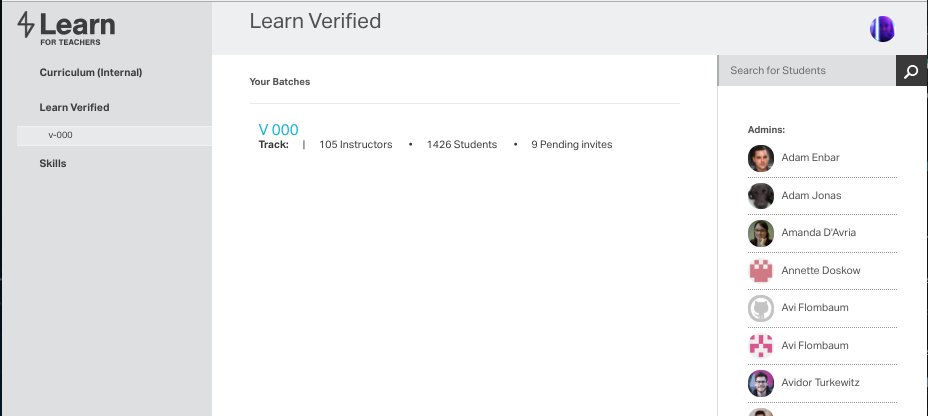 Learn
FOR TEACHERS
Curriculum (Internal)
Learn Verified
v-000
Skills
Learn Verified
Your Batches
V 000
Track: | 105 Instructors • 1426 Students • 9 Pending invites
Search for Students
Admins:
Adam Enbar
Adam Jonas
Amanda D'Avria
Annette Doskow
Avi Flombaum
Avi Flombaum
Avidor Turkewitz